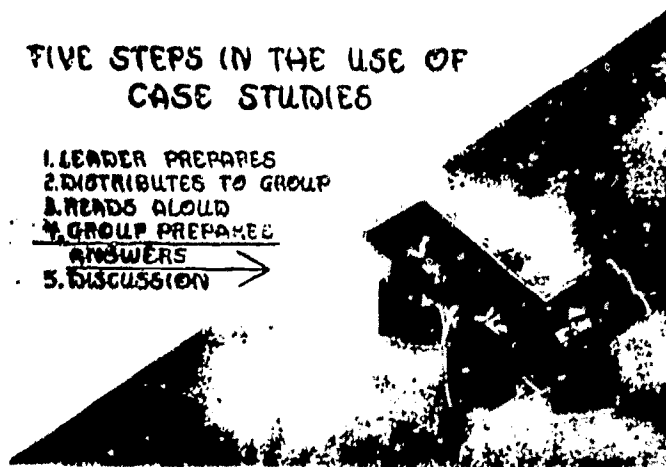 FIVE STEPS IN THE USE OF
CASE STUDIES
1. LEADER PREPARES
2. DISTRIBUTES TO GROUP
3. READS ALOUD
4. GROUP PREPARES
ANSWERS
5. DISCUSSION